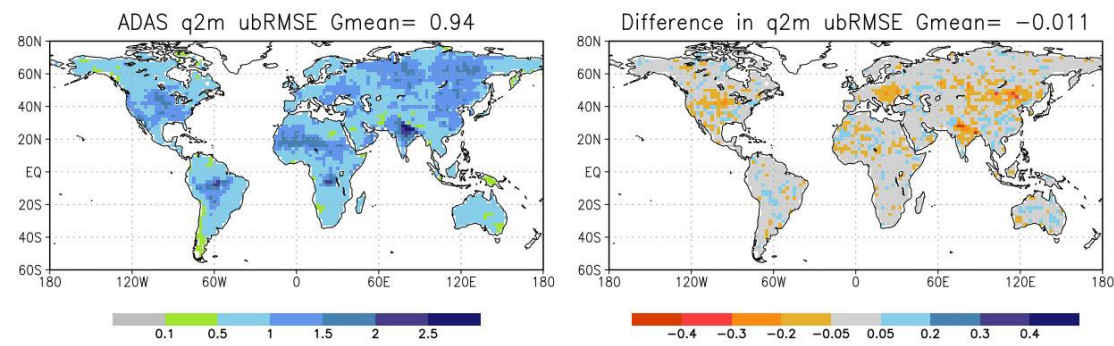 ADAS q2m ubRMSE Gmean= 0.94
80N
60N
40N
20N
EQ
20S
40S
60S
180 120W 60W 0 60E 120E 180
0.1 0.5 1 1.5 2 2.5
Difference in q2m ubRMSE Gmean= −0.011
80N
60N
40N
20N
EQ
20S
40S
60S
180 120W 60W 0 60E 120E 180
−0.4 −0.3 −0.2 −0.05 0.05 0.2 0.3 0.4